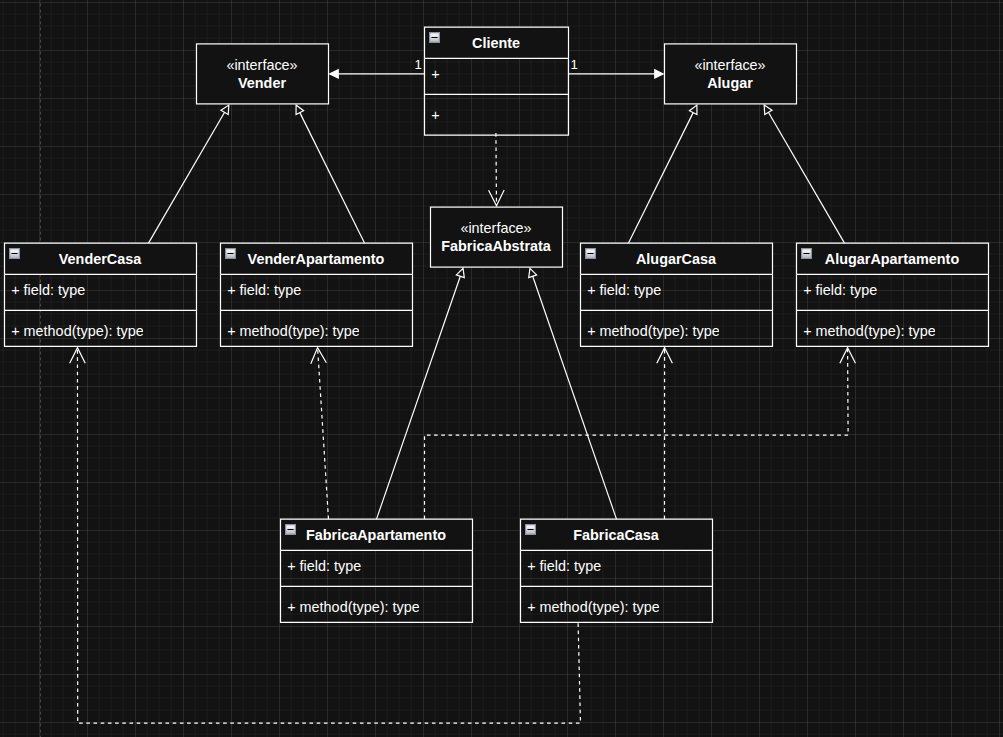 Cliente
+
+
1
1
«interface»
Vender
«interface»
Alugar
«interface»
FabricaAbstrata
VenderCasa
+ field: type
+ method(type): type
VenderApartamento
+ field: type
+ method(type): type
AlugarCasa
+ field: type
+ method(type): type
AlugarApartamento
+ field: type
+ method(type): type
FabricaApartamento
+ field: type
+ method(type): type
FabricaCasa
+ field: type
+ method(type): type